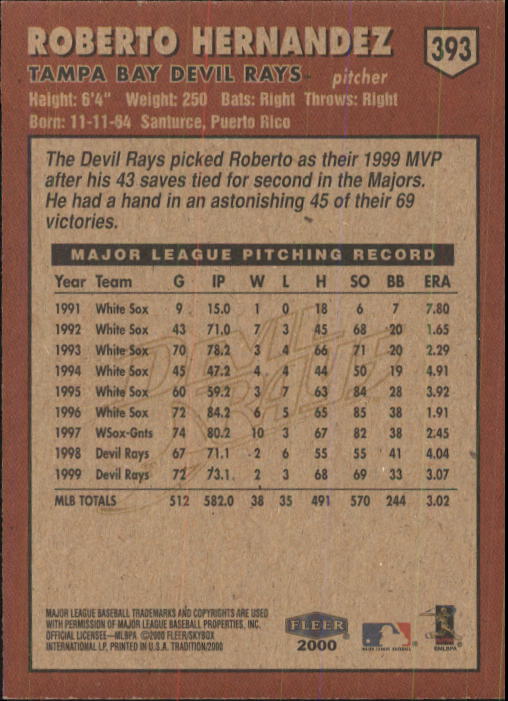 ROBERTO HERNANDEZ
393
TAMPA BAY DEVIL RAYS pitcher
Height: 6'4" Weight: 250 Bats: Right Throws: Right
Born: 11-11-64 Santurce, Puerto Rico
The Devil Rays picked Roberto as their 1999 MVP
after his 43 saves tied for second in the Majors.
He had a hand in an astonishing 45 of their 69
victories.
MAJOR LEAGUE PITCHING RECORD
Year Team G IP W L H SO BB ERA
1991 White Sox 9 15.0 1 0 18 6 7 7.80
1992 White Sox 43 71.0 7 3 45 68 20 1.65
1993 White Sox 70 78.2 3 4 66 71 20 2.29
1994 White Sox 45 47.2 4 4 44 50 19 4.91
1995 White Sox 60 59.2 3 7 63 84 28 3.92
1996 White Sox 72 84.2 6 5 65 85 38 1.91
1997 WSox-Gnts 74 80.2 10 3 67 82 38 2.45
1998 Devil Rays 67 71.1 2 6 55 55 41 4.04
1999 Devil Rays 72 73.1 2 3 68 69 33 3.07
MLB TOTALS 512 582.0 38 35 491 570 244 3.02
DEVIL
RAYS
MAJOR LEAGUE BASEBALL TRADEMARKS AND COPYRIGHTS ARE USED
WITH PERMISSION OF MAJOR LEAGUE BASEBALL PROPERTIES, INC.
OFFICIAL LICENSEE—MLBPA ©2000 FLEER/SKYBOX
INTERNATIONAL LP, PRINTED IN U.S.A. TRADITION/2000
FLEER
2000
MAJOR LEAGUE BASEBALL
©MLBPA